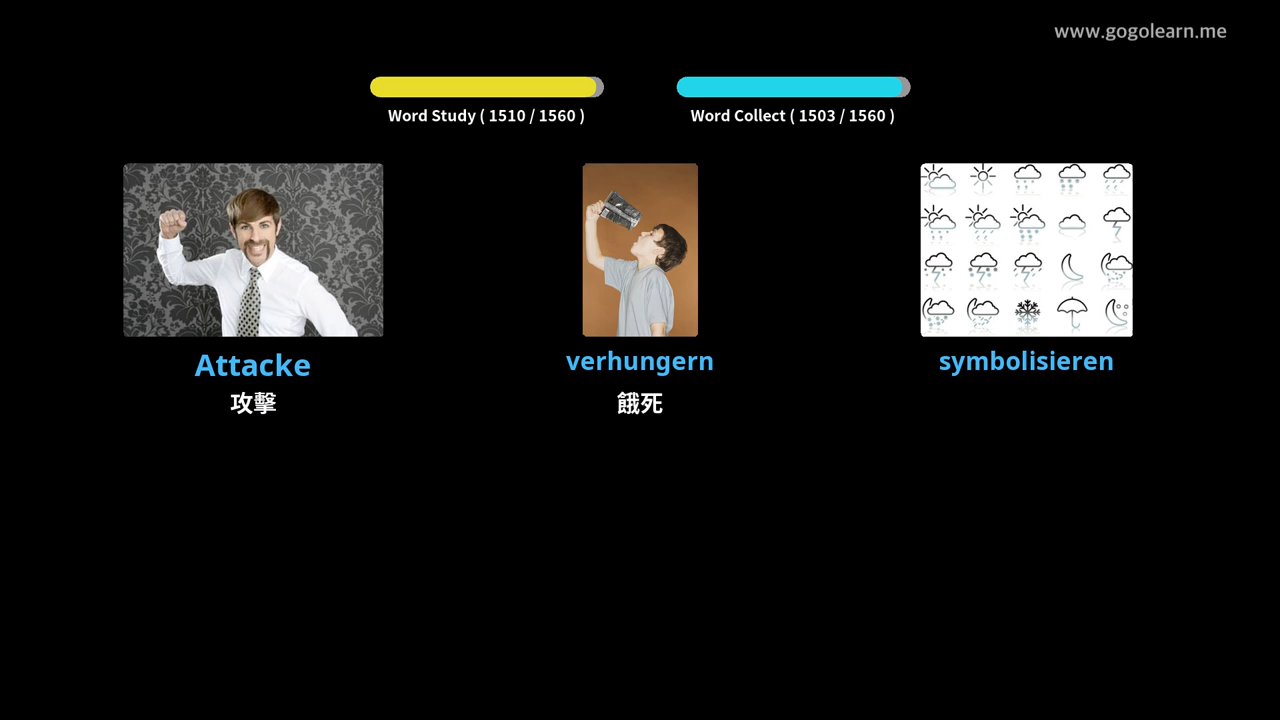 www.gogolearn.me
Word Study ( 1510 / 1560 )
Word Collect ( 1503 / 1560 )
Attacke
verhungern
symbolisieren
攻擊
餓死